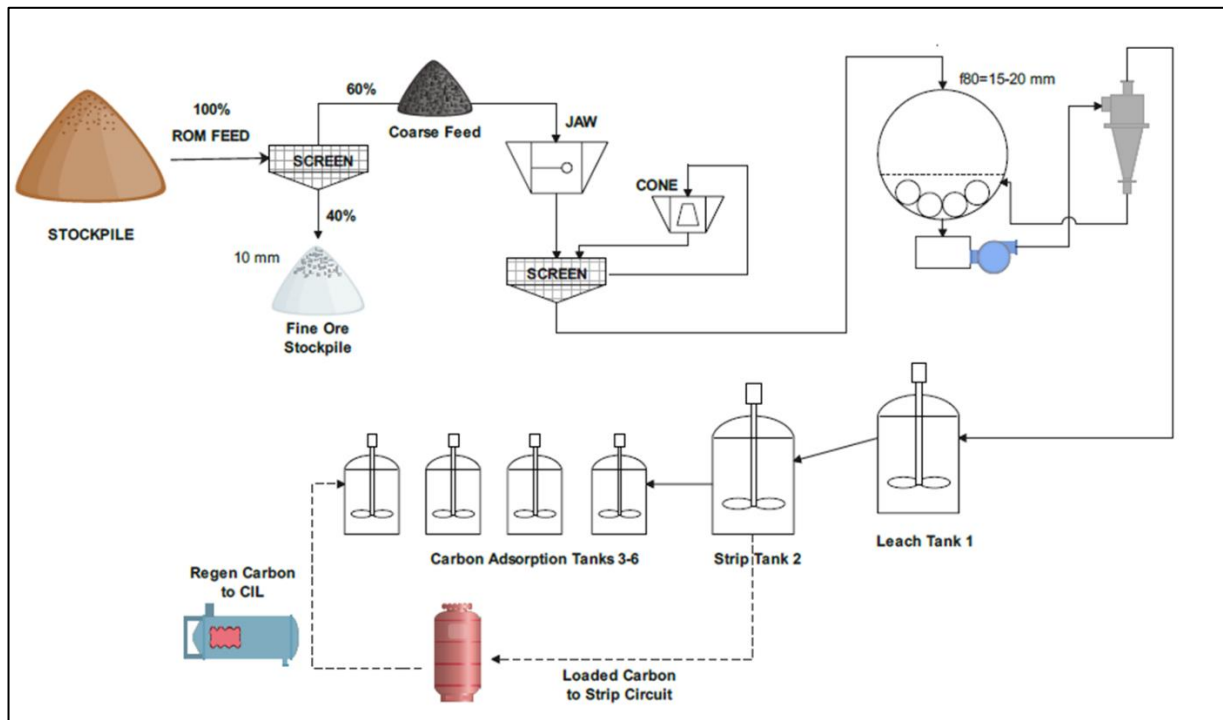 100%
ROM FEED
STOCKPILE
SCREEN
60%
Coarse Feed
40%
10 mm
Fine Ore
Stockpile
JAW
CONE
SCREEN
f80=15-20 mm
Leach Tank 1
Strip Tank 2
Carbon Adsorption Tanks 3-6
Regen Carbon
to CIL
Loaded Carbon
to Strip Circuit